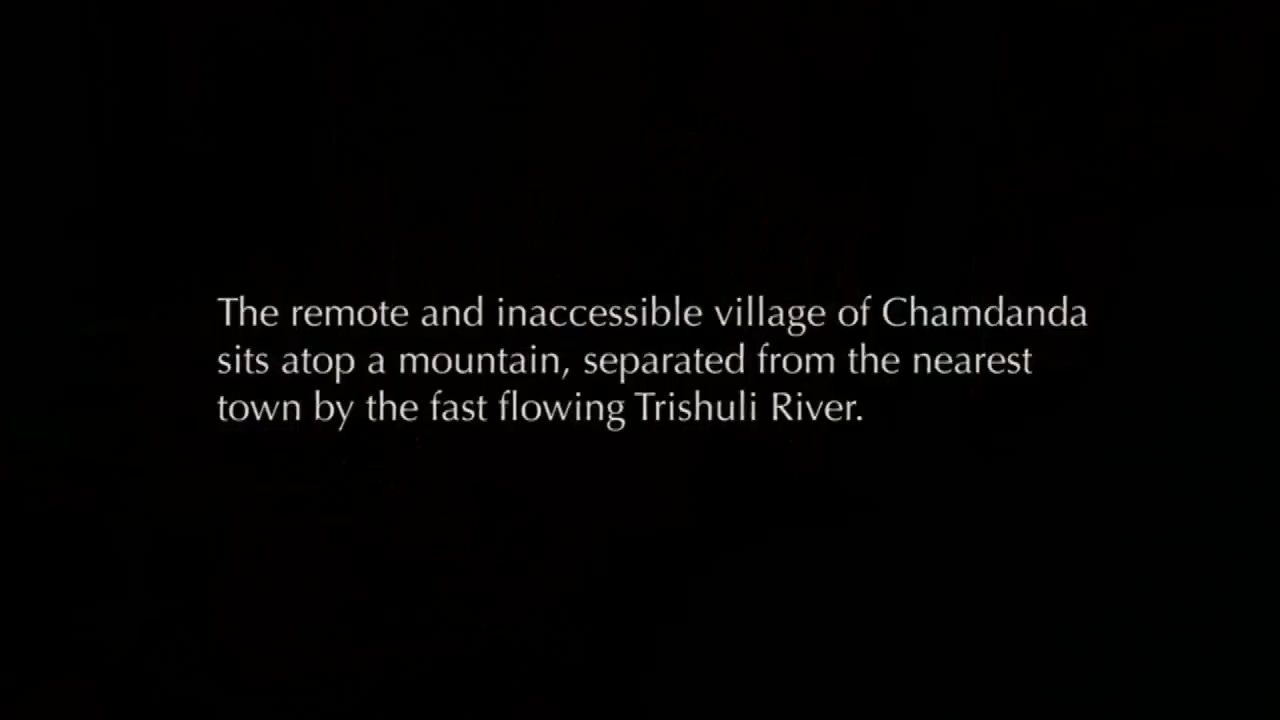 The remote and inaccessible village of Chamdanda
sits atop a mountain, separated from the nearest
town by the fast flowing Trishuli River.